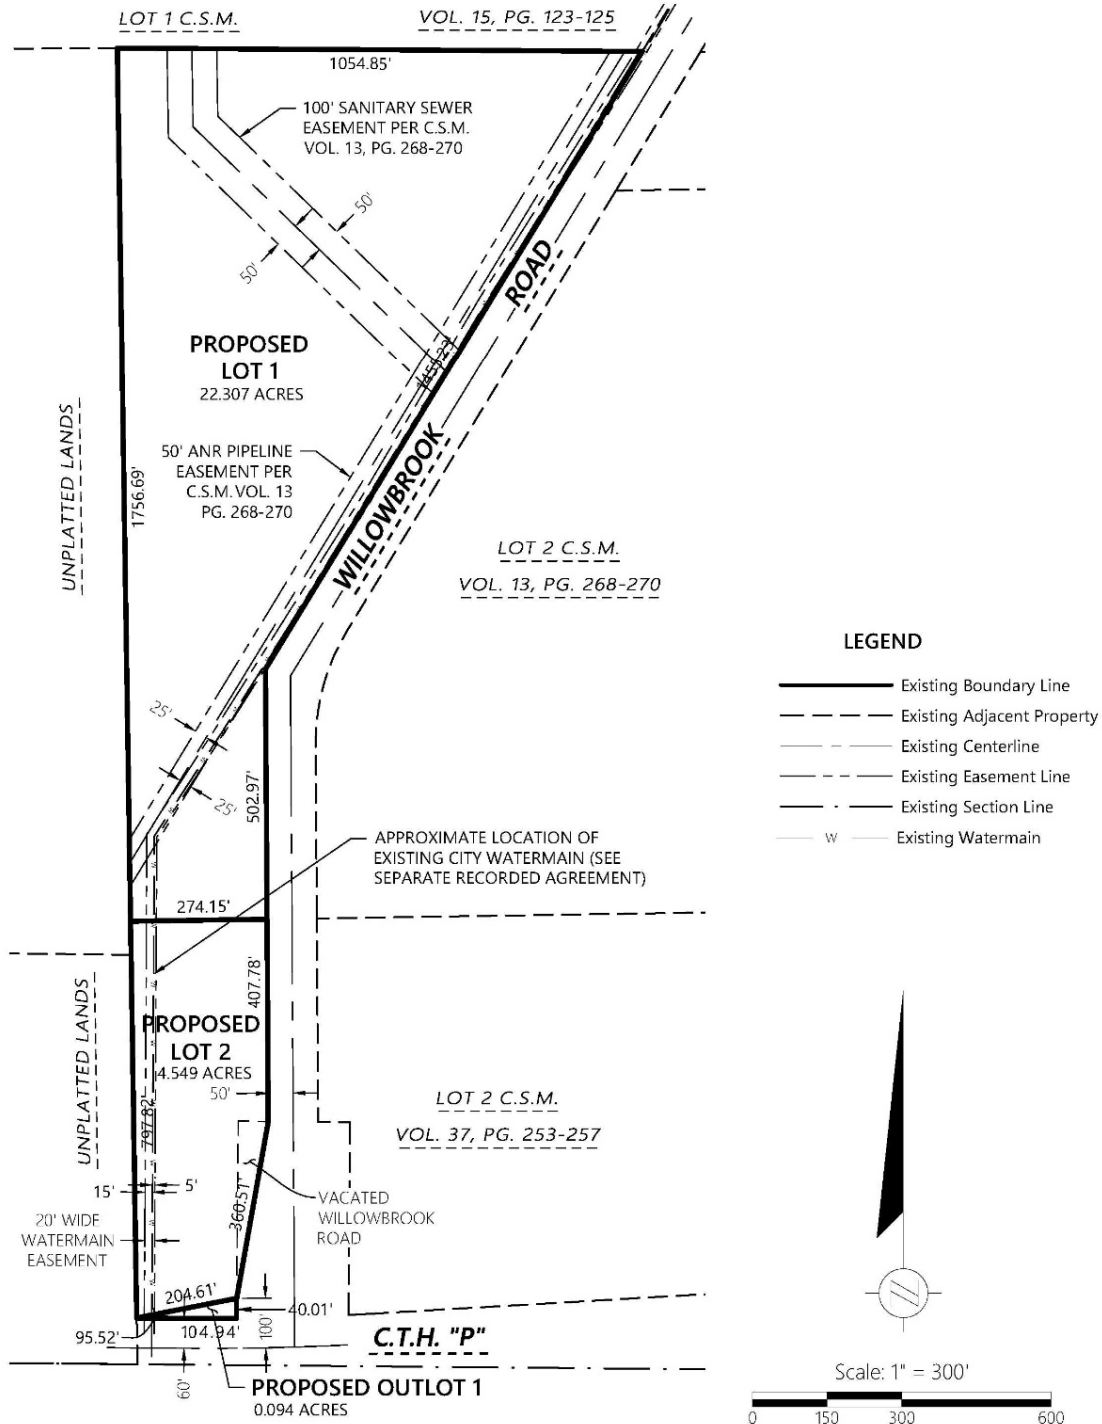 LOT 1 C.S.M.
VOL. 15, PG. 123-125
1054.85'
100' SANITARY SEWER
EASEMENT PER C.S.M.
VOL. 13, PG. 268-270
50'
50'
ROAD
PROPOSED
LOT 1
22.307 ACRES
1455.23'
UNPLATTED LANDS
1756.69'
50' ANR PIPELINE
EASEMENT PER
C.S.M. VOL. 13
PG. 268-270
WILLOWBROOK
LOT 2 C.S.M.
VOL. 13, PG. 268-270
LEGEND
Existing Boundary Line
Existing Adjacent Property
Existing Centerline
Existing Easement Line
Existing Section Line
W Existing Watermain
25'
25'
502.97'
APPROXIMATE LOCATION OF
EXISTING CITY WATERMAIN (SEE
SEPARATE RECORDED AGREEMENT)
274.15'
407.78'
UNPLATTED LANDS
PROPOSED
LOT 2
4.549 ACRES
50'
797.82'
LOT 2 C.S.M.
VOL. 37, PG. 253-257
15'
5'
360.51'
VACATED
WILLOWBROOK
ROAD
20' WIDE
WATERMAIN
EASEMENT
204.61'
40.01'
95.52'
104.94'
100'
C.T.H. "P"
60'
PROPOSED OUTLOT 1
0.094 ACRES
Scale: 1" = 300'
0 150 300 600